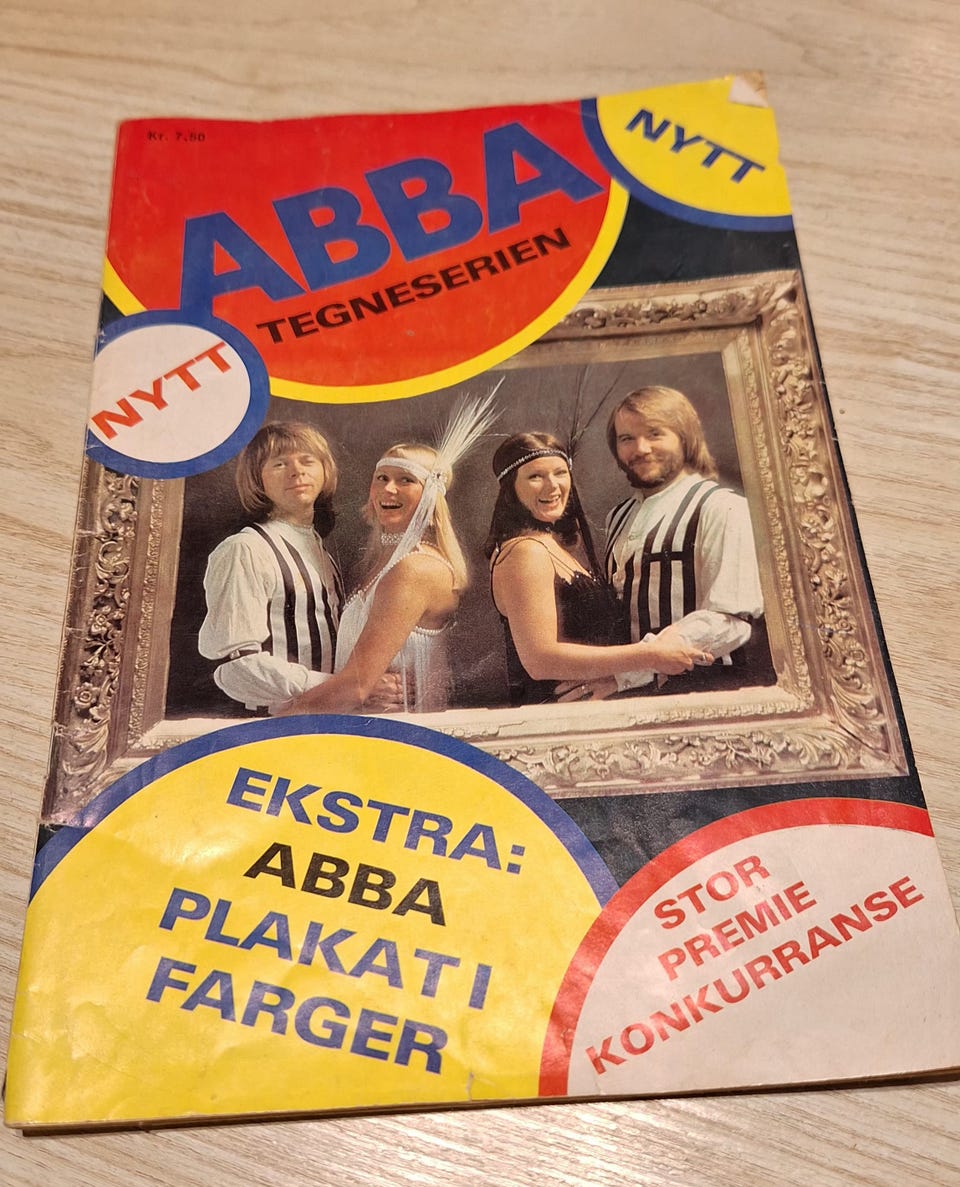 Kr. 7,50
ABBA
TEGNESERIEN
NYTT
NYTT
EKSTRA:
ABBA
PLAKAT I
FARGER
STOR
PREMIE
KONKURRANSE